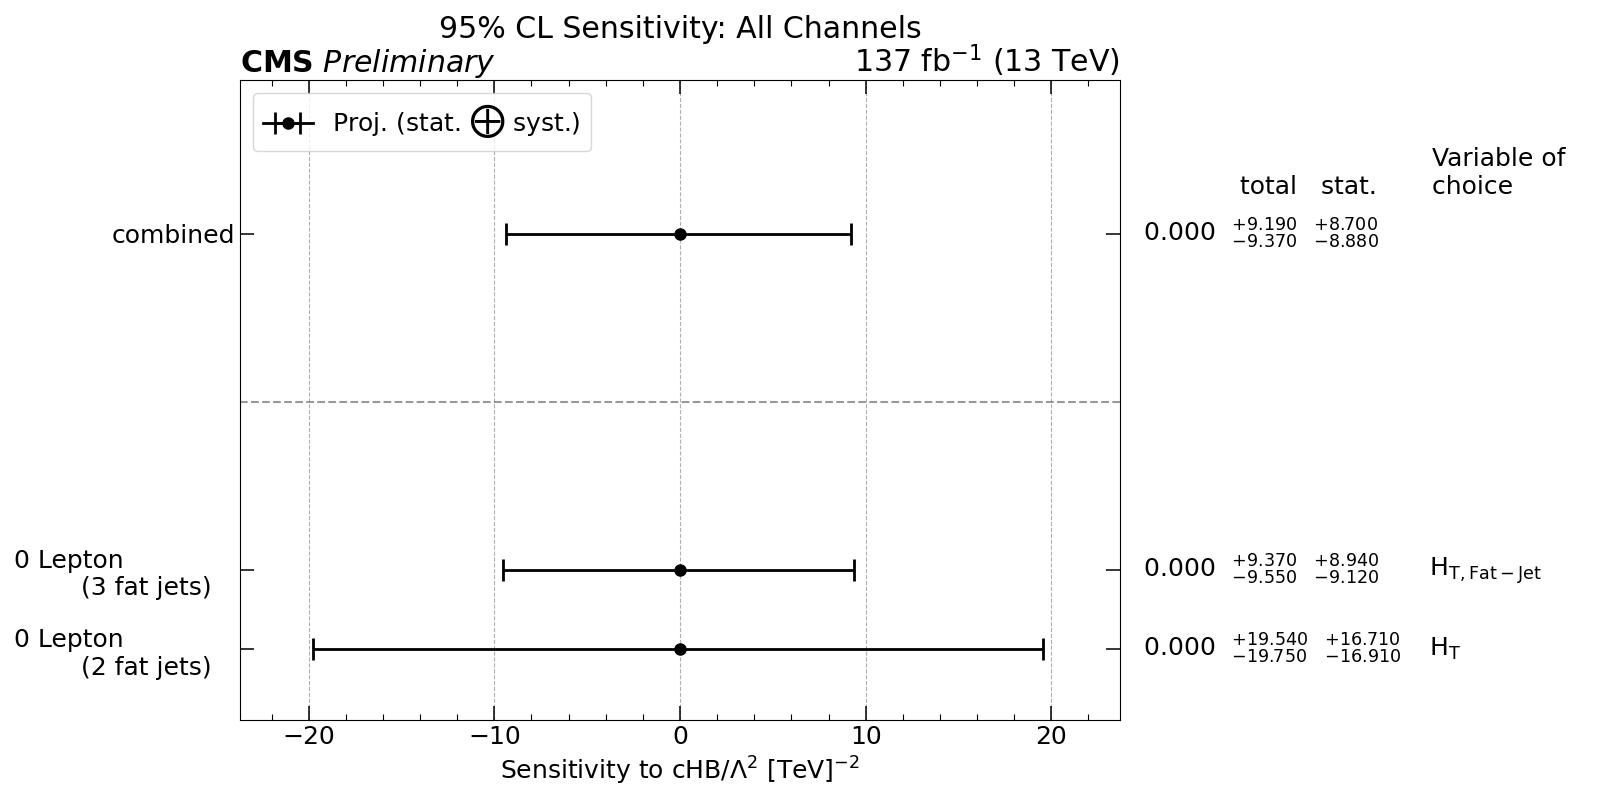 95% CL Sensitivity: All Channels
CMS Preliminary 137 fb⁻¹ (13 TeV)
Proj. (stat. ⊕ syst.)
Variable of
total stat. choice
combined 0.000 +9.190 +8.700
−9.370 −8.880
0 Lepton
(3 fat jets) 0.000 +9.370 +8.940
−9.550 −9.120 H_T, Fat−Jet
0 Lepton
(2 fat jets) 0.000 +19.540 +16.710
−19.750 −16.910 H_T
−20 −10 0 10 20
Sensitivity to cHB/Λ² [TeV]⁻²